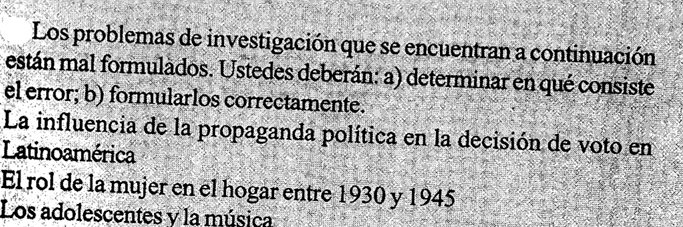 Los problemas de investigación que se encuentran a continuación
están mal formulados. Ustedes deberán: a) determinar en qué consiste
el error; b) formularlos correctamente.
La influencia de la propaganda política en la decisión de voto en
Latinoamérica
El rol de la mujer en el hogar entre 1930 y 1945
Los adolescentes y la música